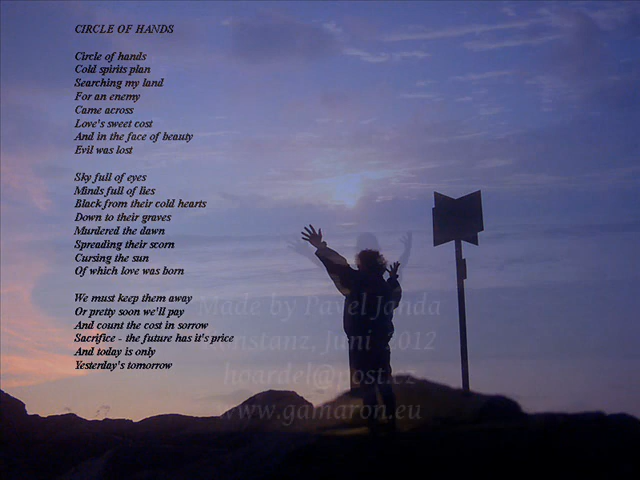 CIRCLE OF HANDS

Circle of hands
Cold spirits plan
Searching my land
For an enemy
Came across
Love's sweet cost
And in the face of beauty
Evil was lost

Sky full of eyes
Minds full of lies
Black from their cold hearts
Down to their graves
Murdered the dawn
Spreading their scorn
Cursing the sun
Of which love was born

We must keep them away
Or pretty soon we'll pay
And count the cost in sorrow
Sacrifice - the future has it's price
And today is only
Yesterday's tomorrow

Made by Pavel Janda
Konstanz, juni 2012
hoardel@post.cz
www.gamaron.eu